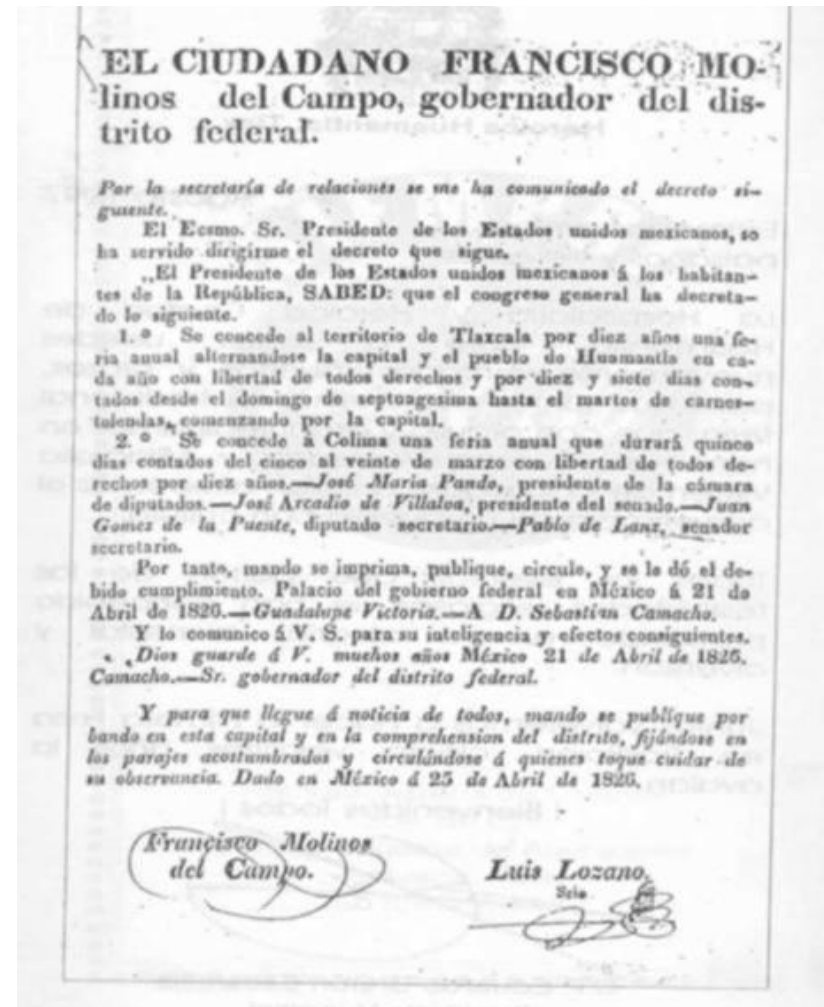 EL CIUDADANO FRANCISCO MO-
linos del Campo, gobernador del dis-
trito federal.
Por la secretaría de relaciones se me ha comunicado el decreto si-
guiente.
El Ecsmo. Sr. Presidente de los Estados unidos mexicanos, se
ha servido dirigirme el decreto que sigue.
„El Presidente de los Estados unidos mexicanos á los habitan-
tes de la República, SABED: que el congreso general ha decreta-
do lo siguiente.
1.º Se concede al territorio de Tlaxcala por diez años una fe-
ria anual alternandose la capital y el pueblo de Huamantla en ca-
da año con libertad de todos derechos y por diez y siete dias con-
tados desde el domingo de septuagesima hasta el martes de carnes-
tolendas, comenzando por la capital.
2.º Se concede á Colima una feria anual que durará quince
dias contados del cinco al veinte de marzo con libertad de todos de-
rechos por diez años.—José Maria Pando, presidente de la cámara
de diputados.—José Arcadio de Villalva, presidente del senado.—Juan
Gomez de la Puente, diputado secretario.—Pablo de Lanz, senador
secretario.
Por tanto, mando se imprima, publique, circule, y se le dé el de-
bido cumplimiento. Palacio del gobierno federal en México á 21 de
Abril de 1826.—Guadalupe Victoria.—A D. Sebastian Camacho.
Y lo comunico á V. S. para su inteligencia y efectos consiguientes.
Dios guarde á V. muchos años México 21 de Abril de 1826.
Camacho.—Sr. gobernador del distrito federal.
Y para que llegue á noticia de todos, mando se publique por
bando en esta capital y en la comprehension del distrito, fijándose en
los parajes acostumbrados y circulándose á quienes toque cuidar de
su observancia. Dado en México á 25 de Abril de 1826.
Francisco Molinos
del Campo.
Luis Lozano.
Srio